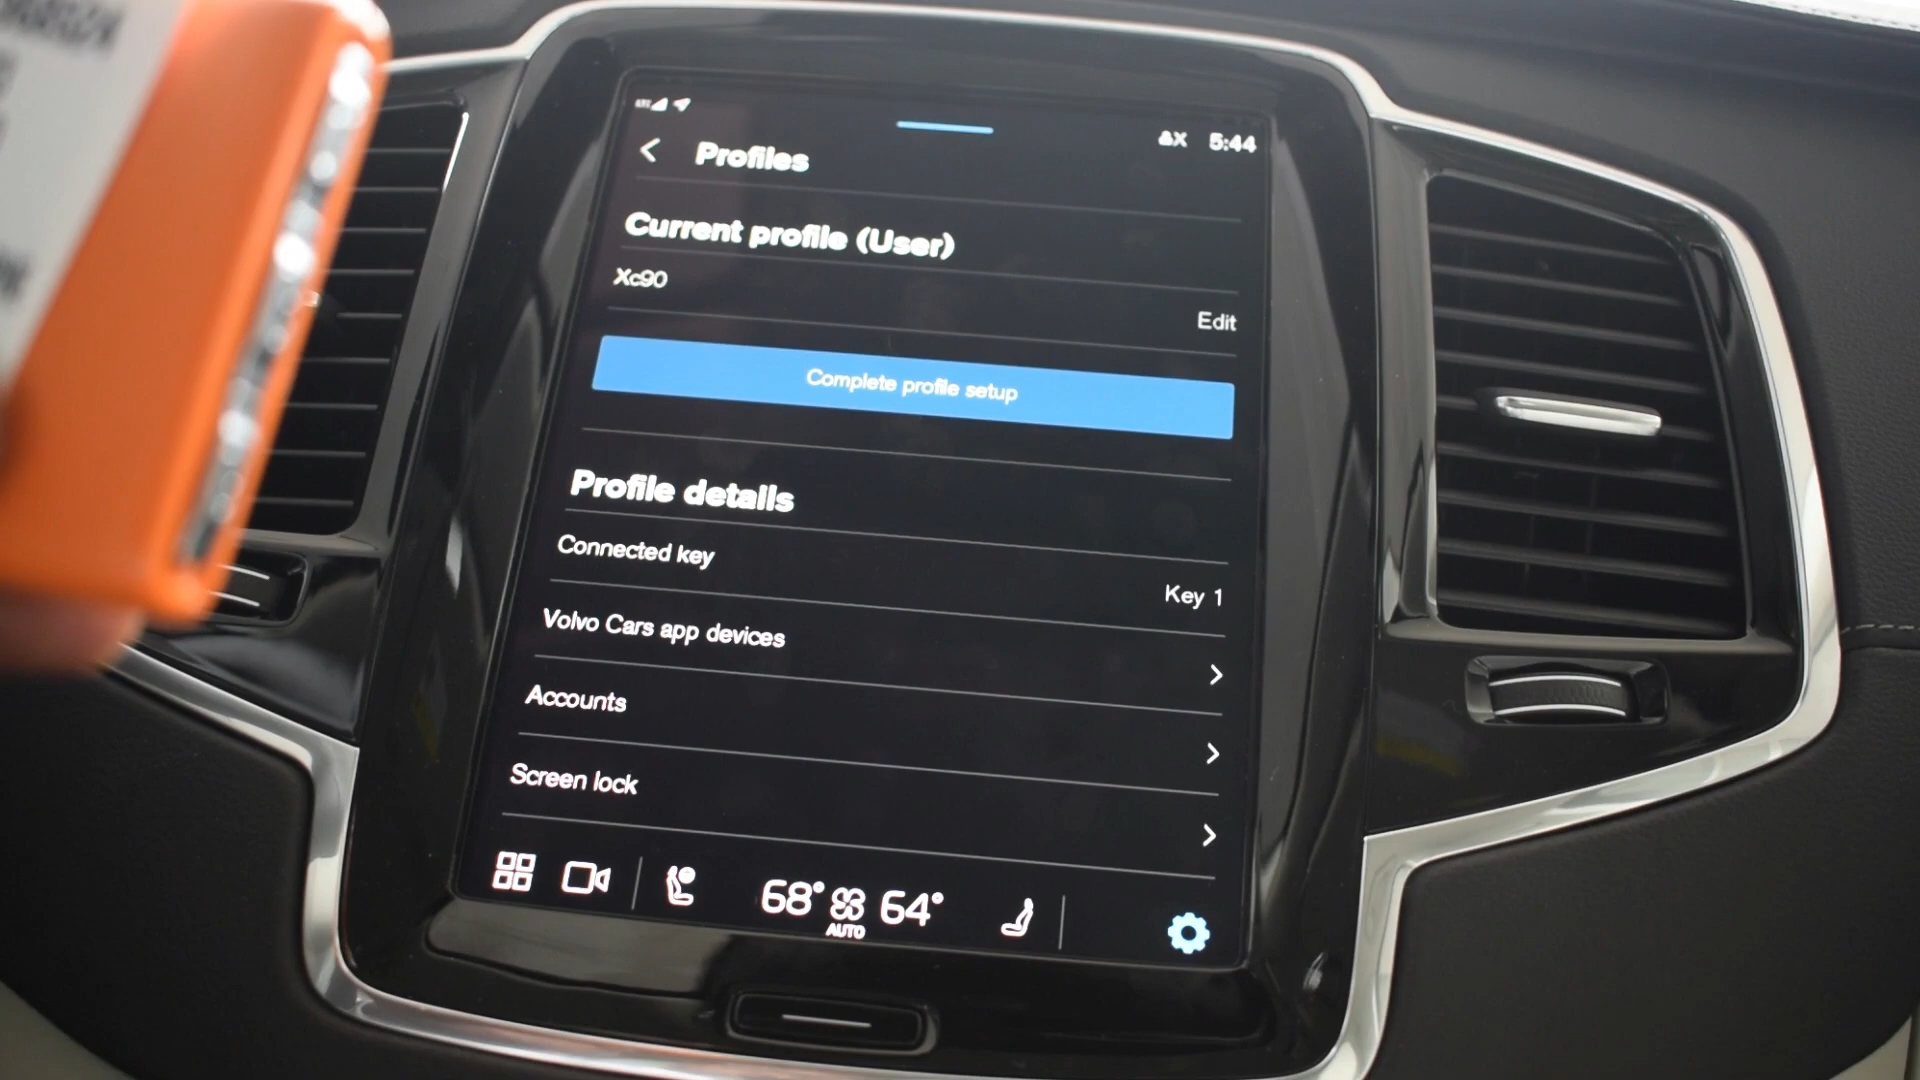 5:44
Profiles
Current profile (User)
Xc90
Edit
Complete profile setup
Profile details
Connected key
Key 1
Volvo Cars app devices
Accounts
Screen lock
68° 64°
AUTO